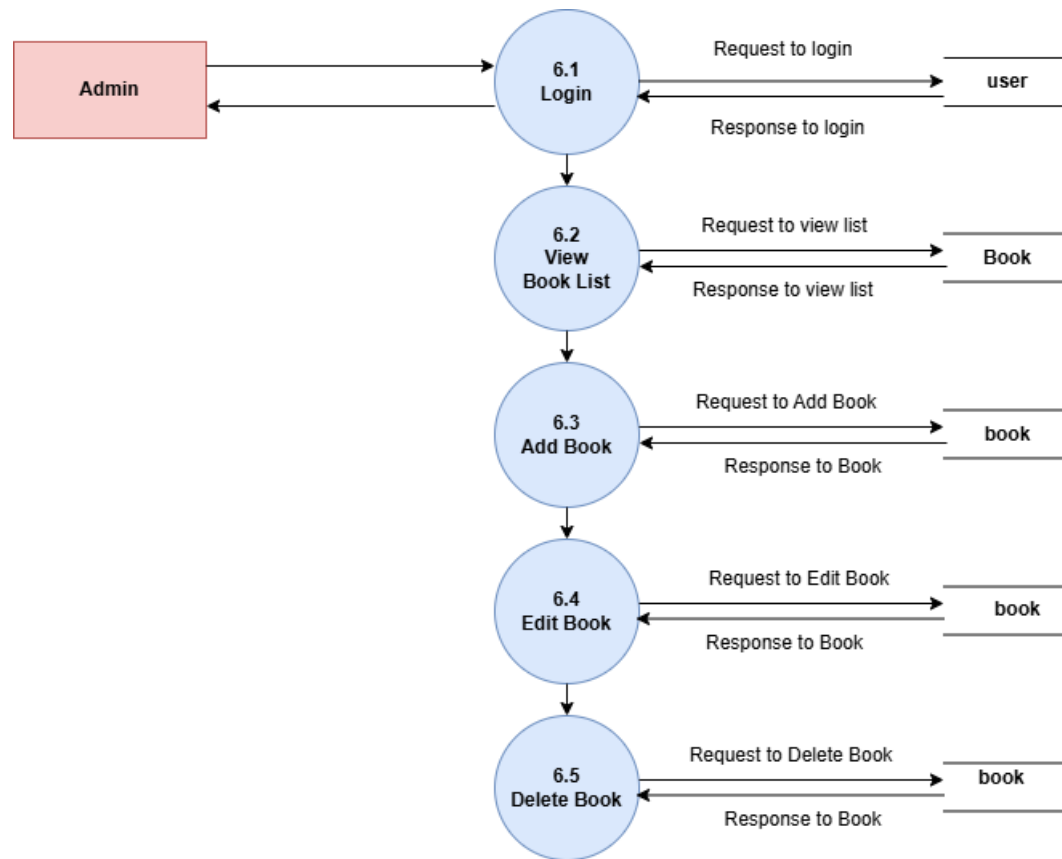 Admin
6.1
Login
Request to login
Response to login
user
6.2
View
Book List
Request to view list
Response to view list
Book
6.3
Add Book
Request to Add Book
Response to Book
book
6.4
Edit Book
Request to Edit Book
Response to Book
book
6.5
Delete Book
Request to Delete Book
Response to Book
book